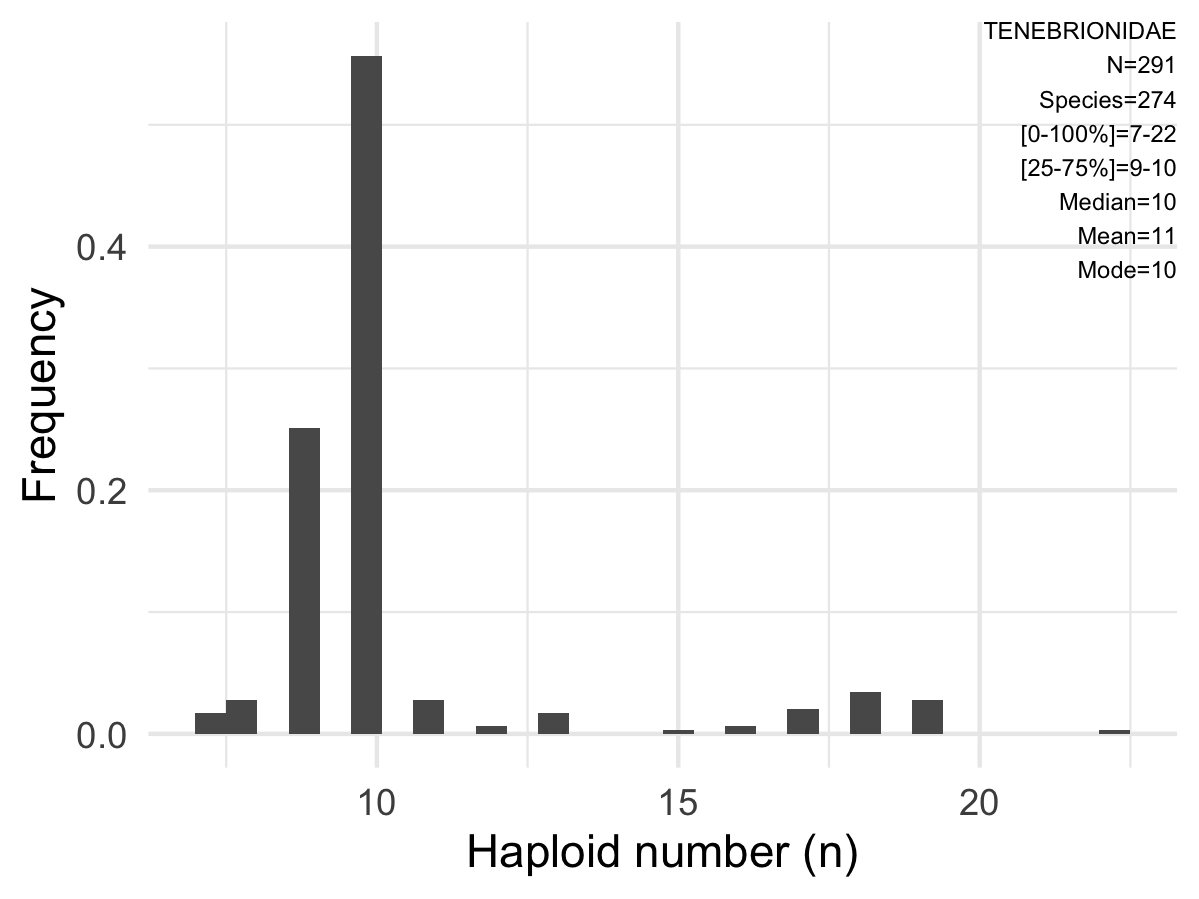 TENEBRIONIDAE
N=291
Species=274
[0-100%]=7-22
[25-75%]=9-10
Median=10
Mean=11
Mode=10
0.4
0.2
0.0
Frequency
10 15 20
Haploid number (n)